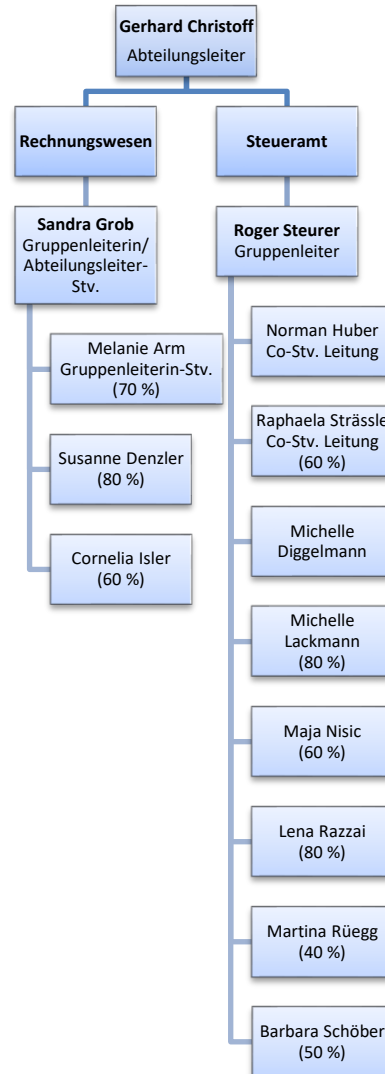 Gerhard Christoff
Abteilungsleiter
Rechnungswesen
Sandra Grob
Gruppenleiterin/
Abteilungsleiter-
Stv.
Melanie Arm
Gruppenleiterin-Stv.
(70 %)
Susanne Denzler
(80 %)
Cornelia Isler
(60 %)
Steueramt
Roger Steurer
Gruppenleiter
Norman Huber
Co-Stv. Leitung
Raphaela Strässle
Co-Stv. Leitung
(60 %)
Michelle
Diggelmann
Michelle
Lackmann
(80 %)
Maja Nisic
(60 %)
Lena Razzai
(80 %)
Martina Rüegg
(40 %)
Barbara Schöber
(50 %)